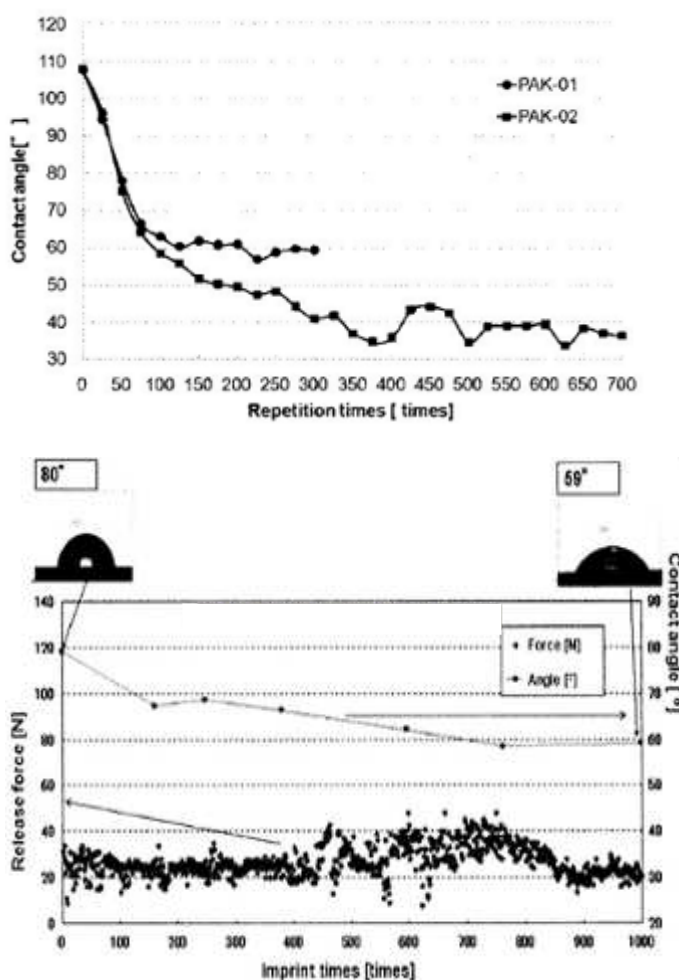 120
110
100
90
80
70
60
50
40
30
Contact angle[° ]
PAK-01
PAK-02
0 50 100 150 200 250 300 350 400 450 500 550 600 650 700
Repetition times [ times]
80°
59°
140
120
100
80
60
40
20
0
Release force [N]
Force [N]
Angle [°]
90
80
70
60
50
40
30
20
Contact angle [°]
0 100 200 300 400 500 600 700 800 900 1000
Imprint times [times]